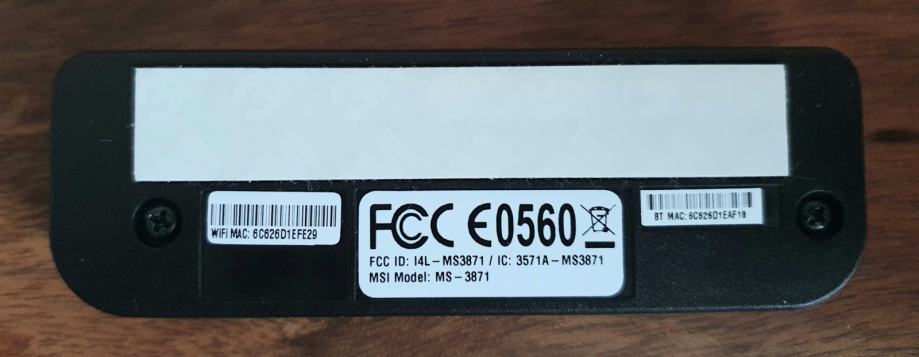 WiFi MAC: 6C626D1EFE29
FCC CE0560
FCC ID: I4L-MS3871 / IC: 3571A-MS3871
MSI Model: MS-3871
BT MAC: 6C626D1EAF18